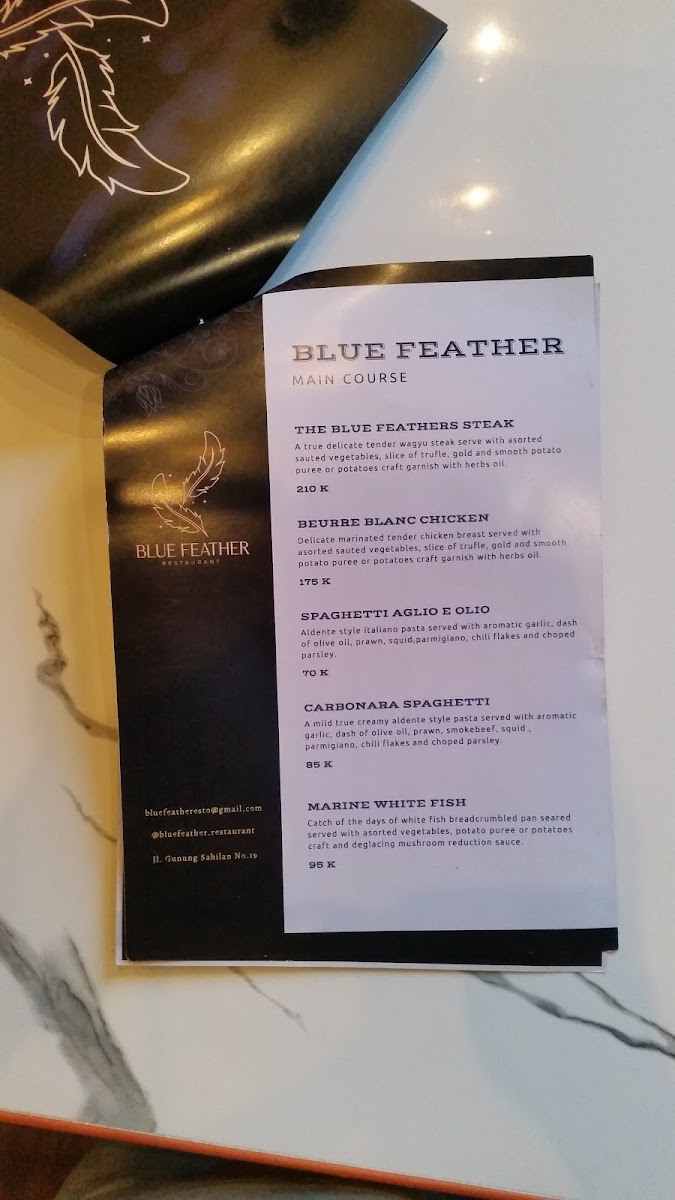 BLUE FEATHER
MAIN COURSE
THE BLUE FEATHERS STEAK
A true delicate tender wagyu steak serve with asorted
sauted vegetables, slice of trufle, gold and smooth potato
puree or potatoes craft garnish with herbs oil.
210 K
BEURRE BLANC CHICKEN
Delicate marinated tender chicken breast served with
asorted sauted vegetables, slice of trufle, gold and smooth
potato puree or potatoes craft garnish with herbs oil.
175 K
SPAGHETTI AGLIO E OLIO
Aldente style italiano pasta served with aromatic garlic, dash
of olive oil, prawn, squid,parmigiano, chili flakes and choped
parsley.
70 K
CARBONARA SPAGHETTI
A mild true creamy aldente style pasta served with aromatic
garlic, dash of olive oil, prawn, smokebeef, squid ,
parmigiano, chili flakes and choped parsley.
85 K
MARINE WHITE FISH
Catch of the days of white fish breadcrumbled pan seared
served with asorted vegetables, potato puree or potatoes
craft and deglacing mushroom reduction sauce.
95 K
BLUE FEATHER
RESTAURANT
bluefeatheresto@gmail.com
@bluefeather.restaurant
Jl. Gunung Sahilan No.19